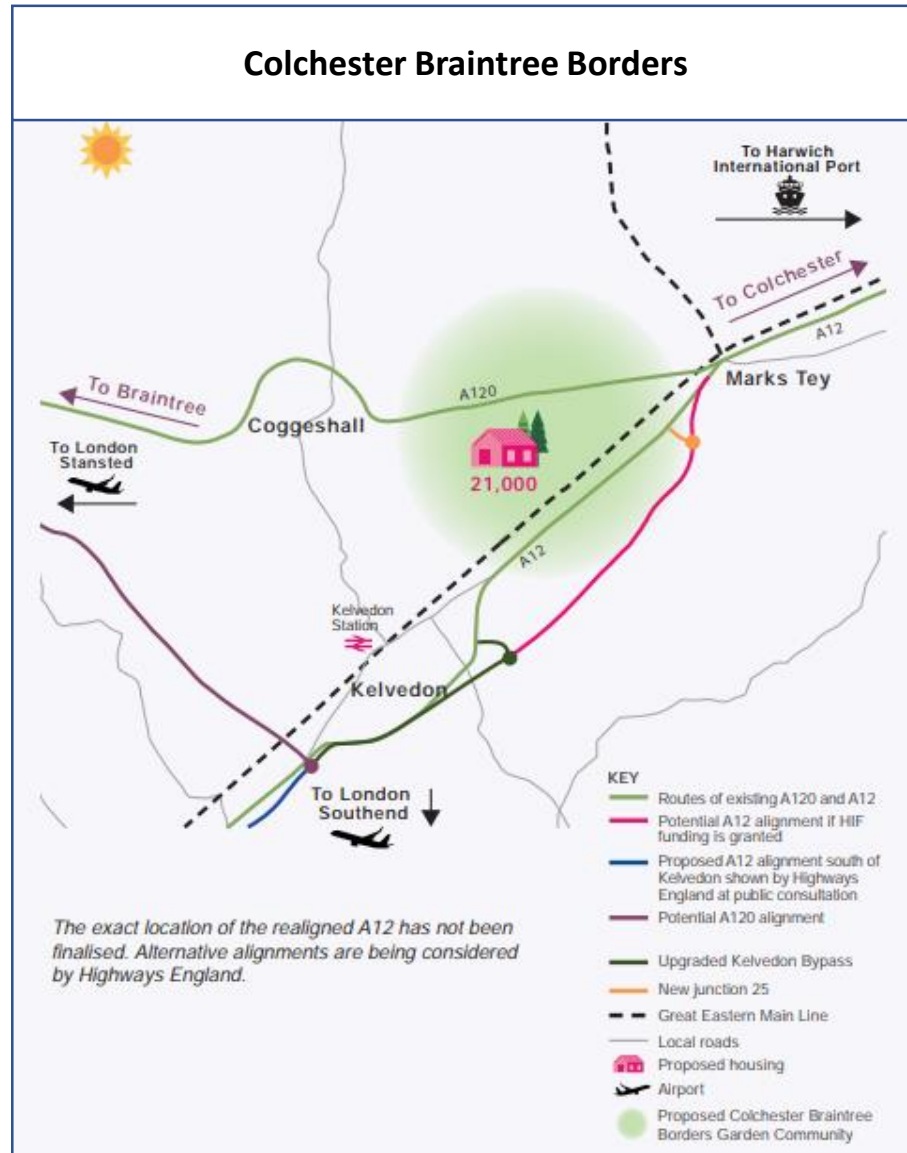 Colchester Braintree Borders
To Harwich
International Port
To Colchester
A12
Marks Tey
A120
To Braintree
Coggeshall
To London
Stansted
21,000
A12
Kelvedon
Station
Kelvedon
To London
Southend
KEY
Routes of existing A120 and A12
Potential A12 alignment if HIF
funding is granted
Proposed A12 alignment south of
Kelvedon shown by Highways
England at public consultation
Potential A120 alignment
Upgraded Kelvedon Bypass
New junction 25
Great Eastern Main Line
Local roads
Proposed housing
Airport
Proposed Colchester Braintree
Borders Garden Community
The exact location of the realigned A12 has not been
finalised. Alternative alignments are being considered
by Highways England.